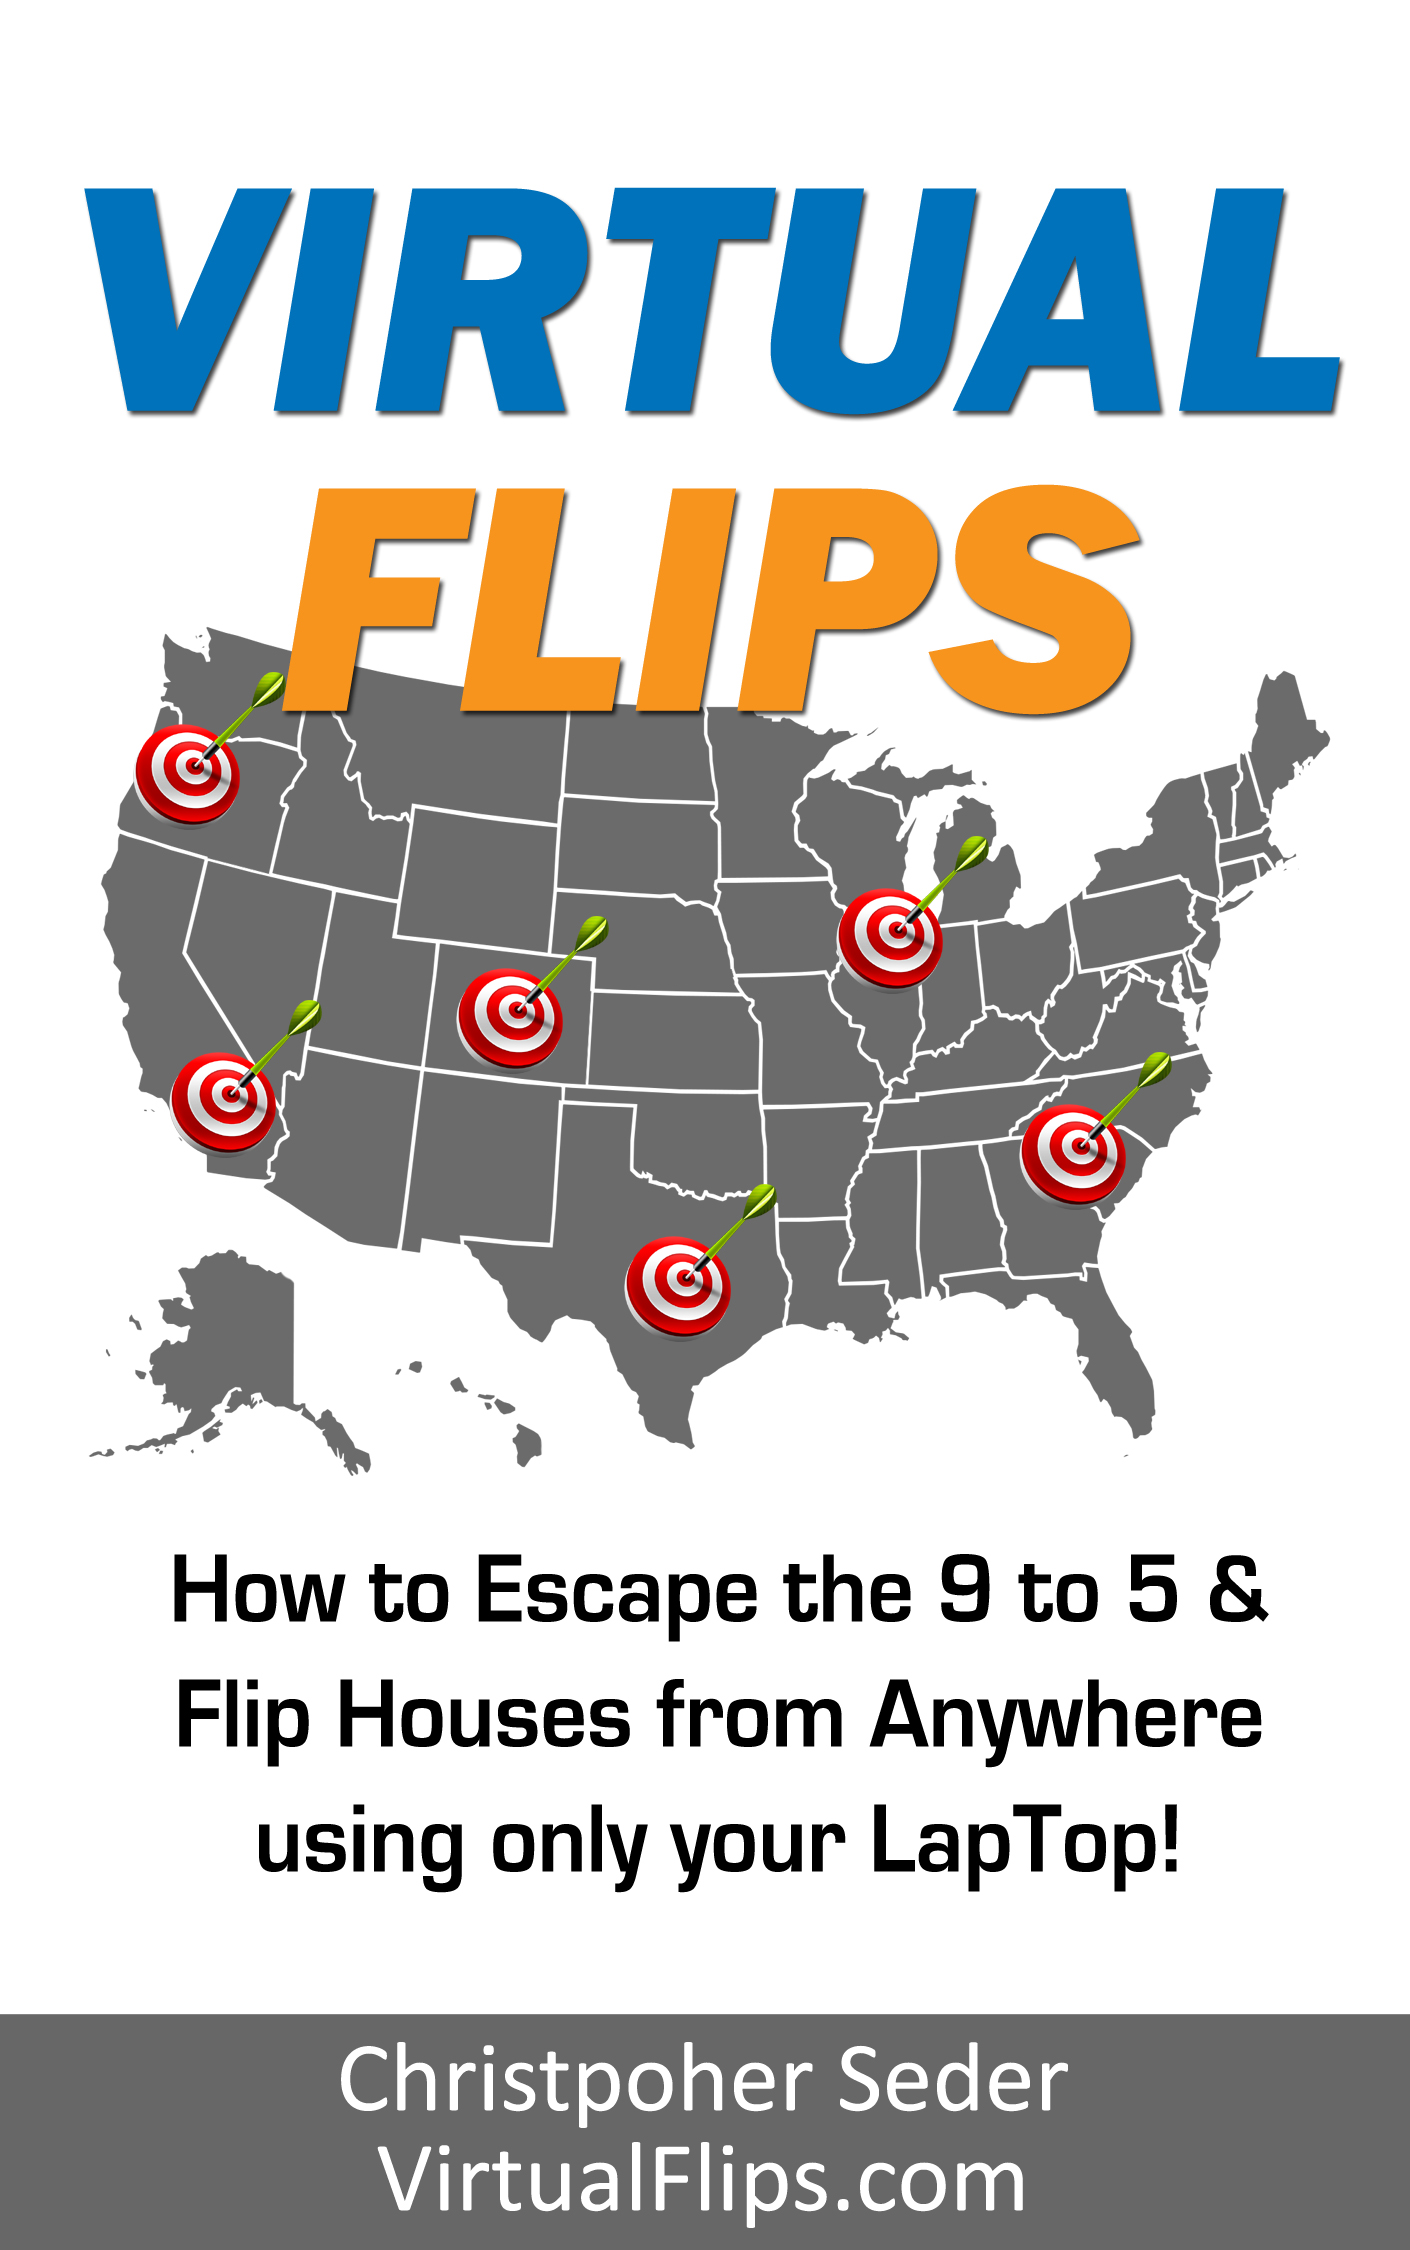 VIRTUAL
FLIPS
How to Escape the 9 to 5 &
Flip Houses from Anywhere
using only your LapTop!
Christpoher Seder
VirtualFlips.com